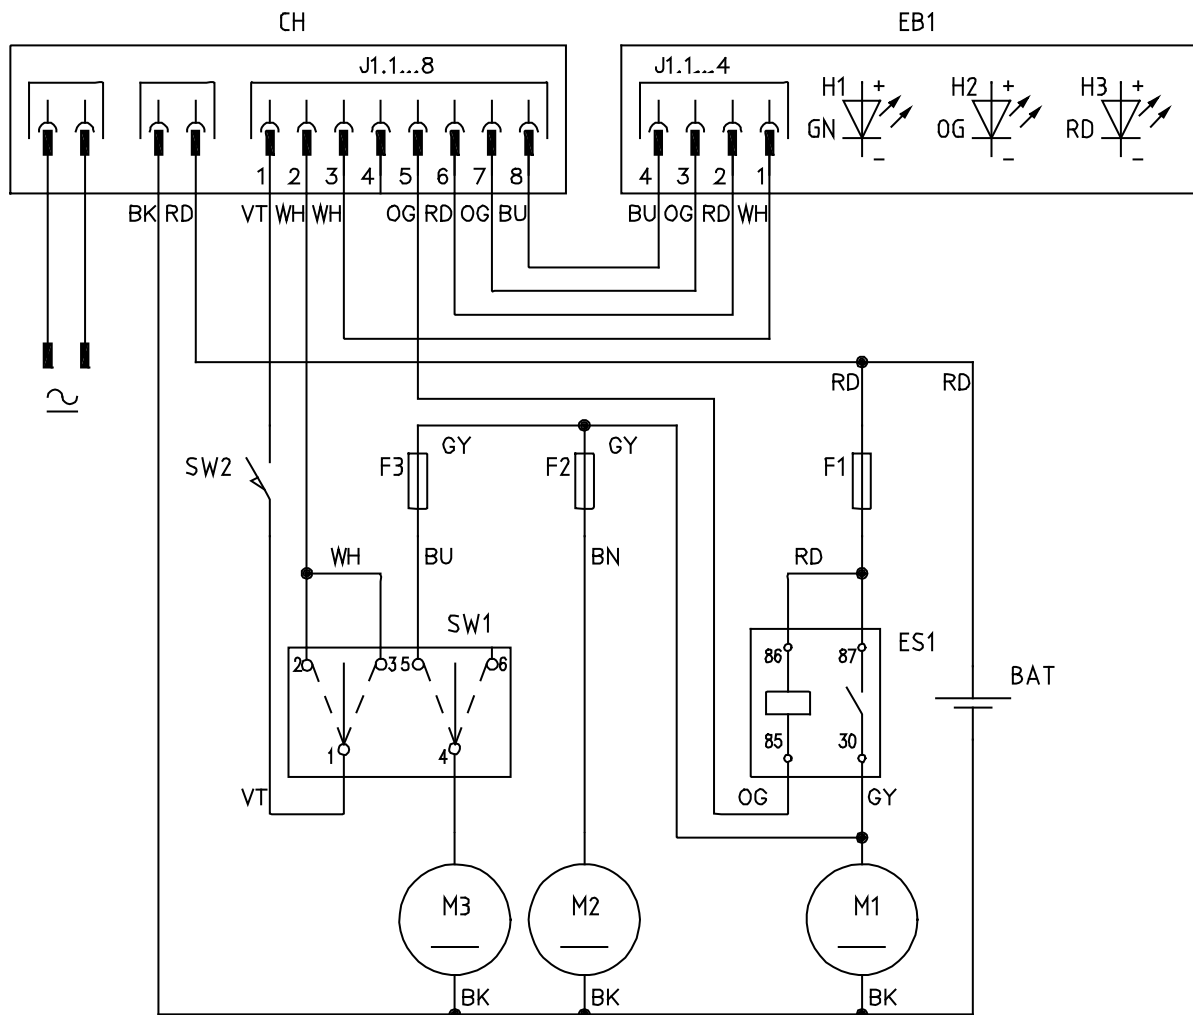 CH EB1
J1.1...8 J1.1...4
H1 + H2 + H3 +
GN OG RD
− − −
1 2 3 4 5 6 7 8 4 3 2 1
BK RD VT WH WH OG RD OG BU BU OG RD WH
RD RD
GY GY
SW2 F3 F2 F1
WH BU BN RD
SW1 ES1
2 3 5 6 86 87
BAT
1 4 85 30
VT OG GY
M3 M2 M1
BK BK BK